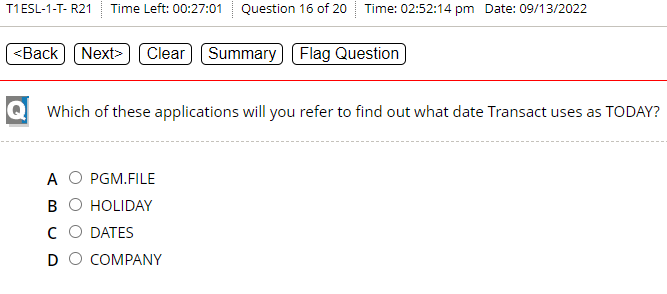 T1ESL-1-T- R21 Time Left: 00:27:01 Question 16 of 20 Time: 02:52:14 pm Date: 09/13/2022
<Back Next> Clear Summary Flag Question
Q Which of these applications will you refer to find out what date Transact uses as TODAY?
A PGM.FILE
B HOLIDAY
C DATES
D COMPANY